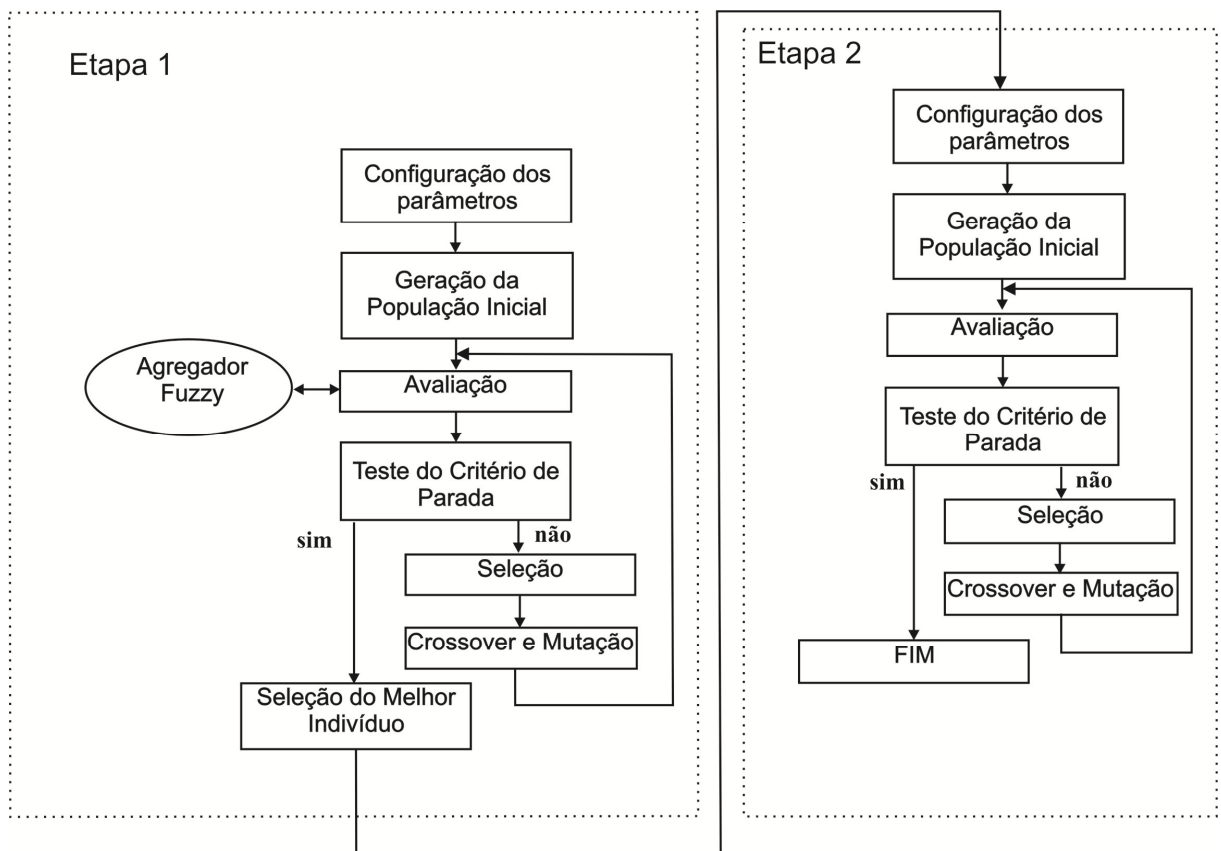 Etapa 1
Configuração dos
parâmetros
Geração da
População Inicial
Agregador
Fuzzy
Avaliação
Teste do Critério de
Parada
sim
não
Seleção
Crossover e Mutação
Seleção do Melhor
Indivíduo
Etapa 2
Configuração dos
parâmetros
Geração da
População Inicial
Avaliação
Teste do Critério de
Parada
sim
não
Seleção
Crossover e Mutação
FIM